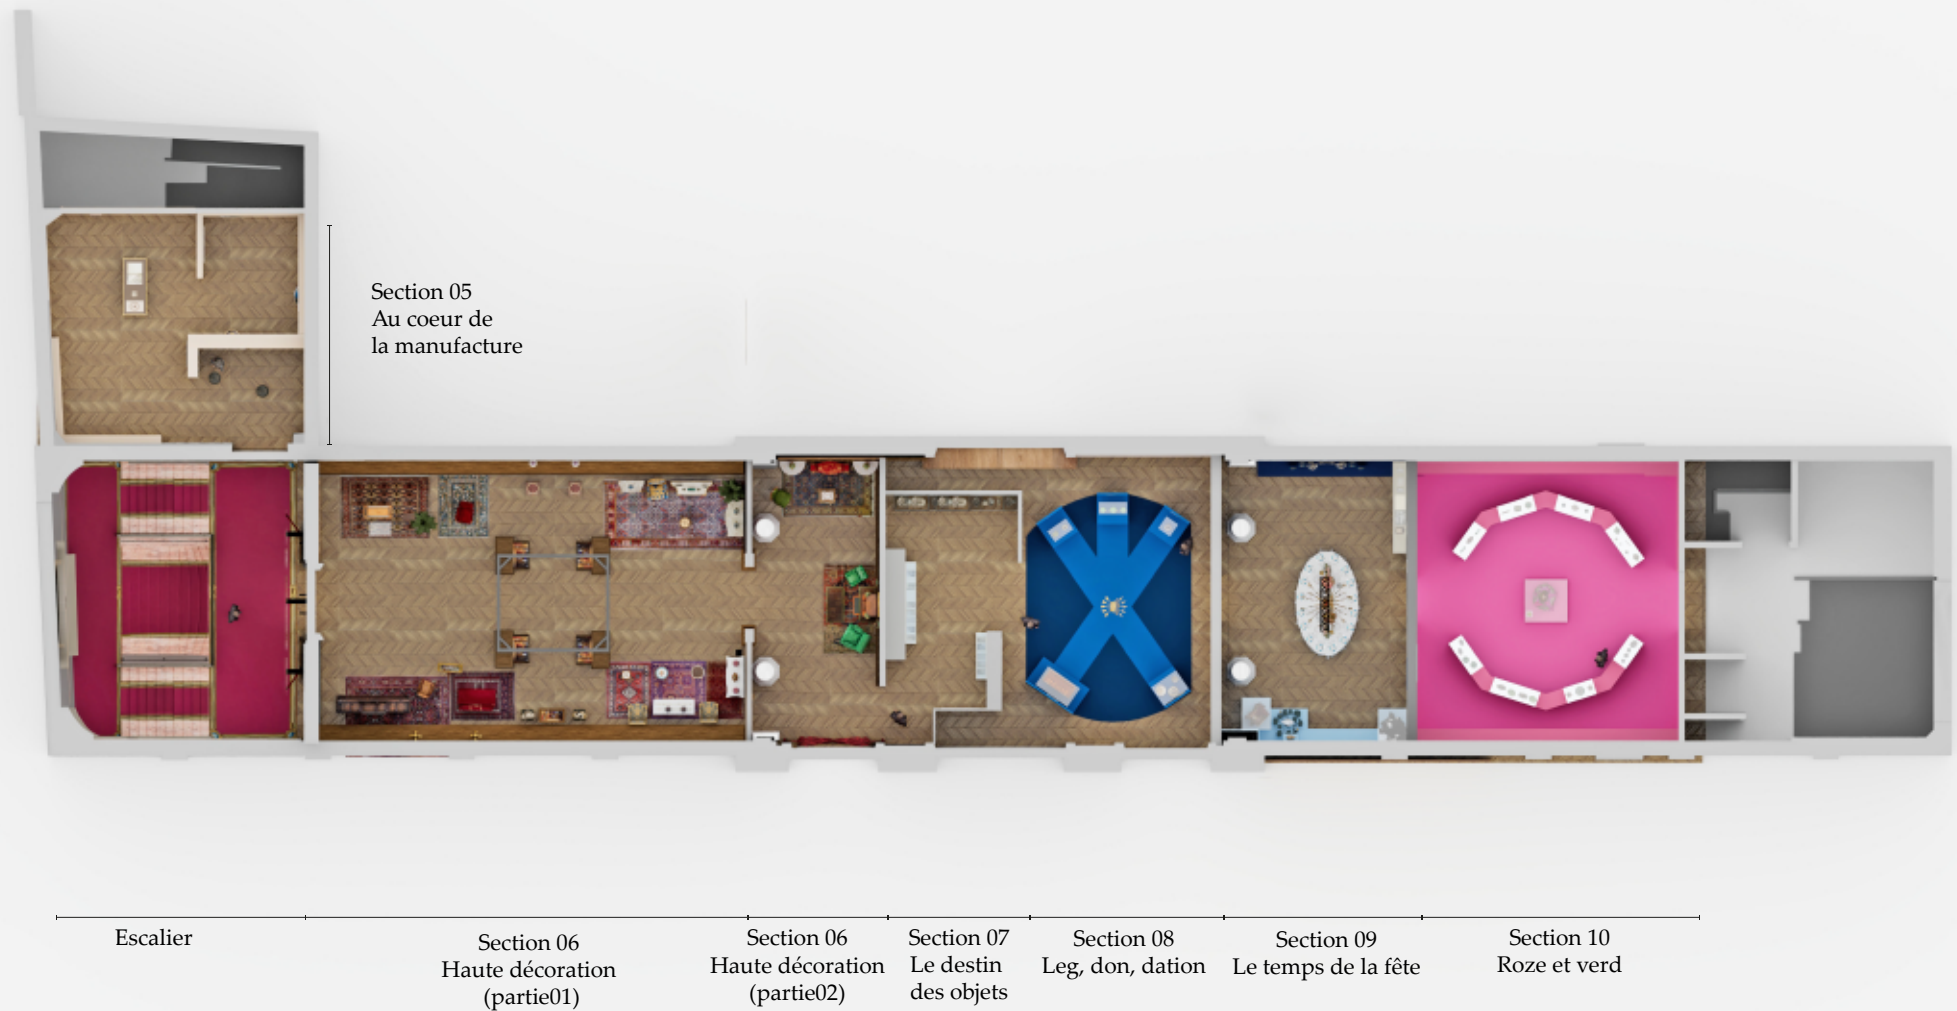 Section 05
Au coeur de
la manufacture
Escalier
Section 06
Haute décoration
(partie01)
Section 06
Haute décoration
(partie02)
Section 07
Le destin
des objets
Section 08
Leg, don, dation
Section 09
Le temps de la fête
Section 10
Roze et verd